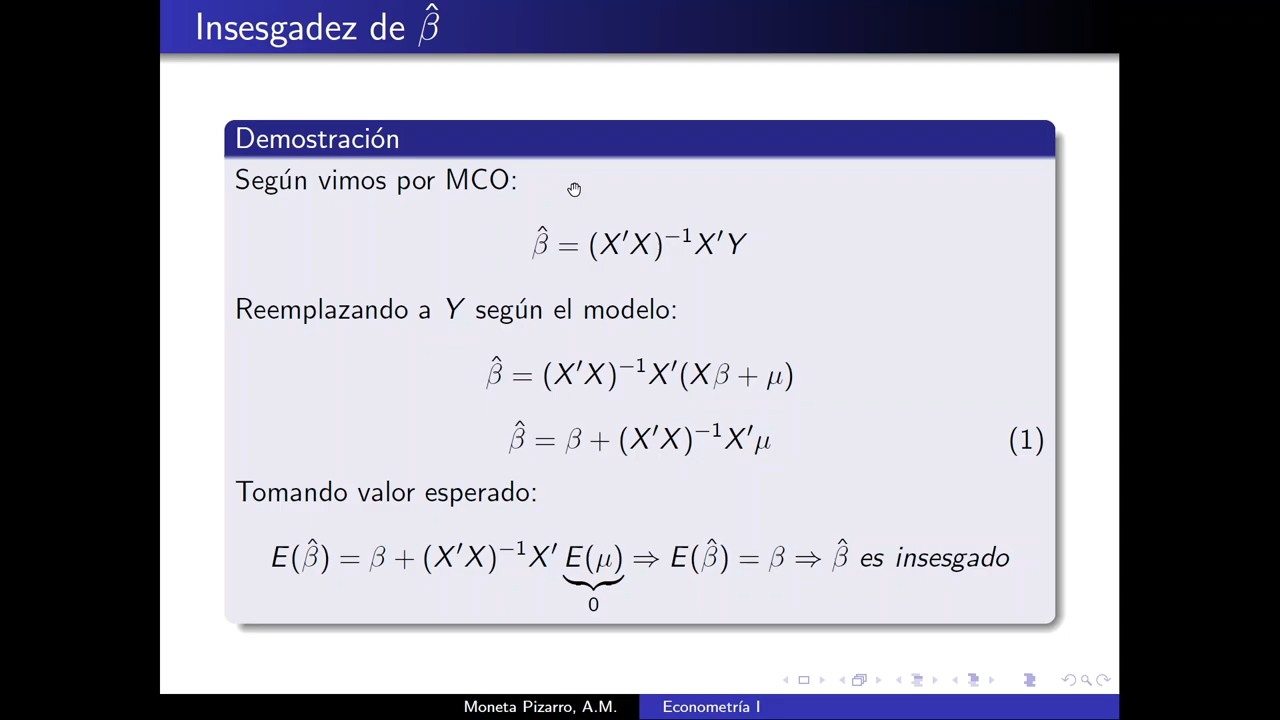 Insesgadez de β̂
Demostración
Según vimos por MCO:
β̂ = (X′X)⁻¹X′Y
Reemplazando a Y según el modelo:
β̂ = (X′X)⁻¹X′(Xβ + μ)
β̂ = β + (X′X)⁻¹X′μ (1)
Tomando valor esperado:
E(β̂) = β + (X′X)⁻¹X′ E(μ) ⇒ E(β̂) = β ⇒ β̂ es insesgado
0
Moneta Pizarro, A.M. Econometría I